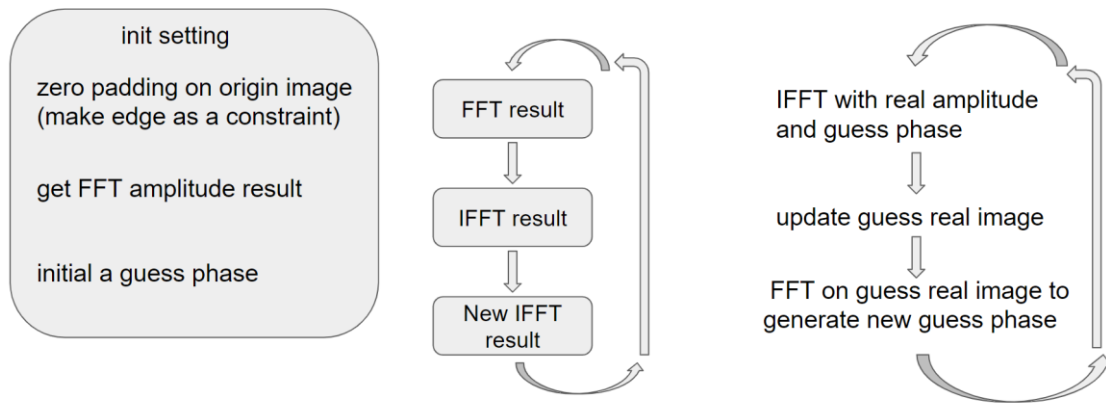 init setting
zero padding on origin image
(make edge as a constraint)
get FFT amplitude result
initial a guess phase
FFT result
IFFT result
New IFFT
result
IFFT with real amplitude
and guess phase
update guess real image
FFT on guess real image to
generate new guess phase